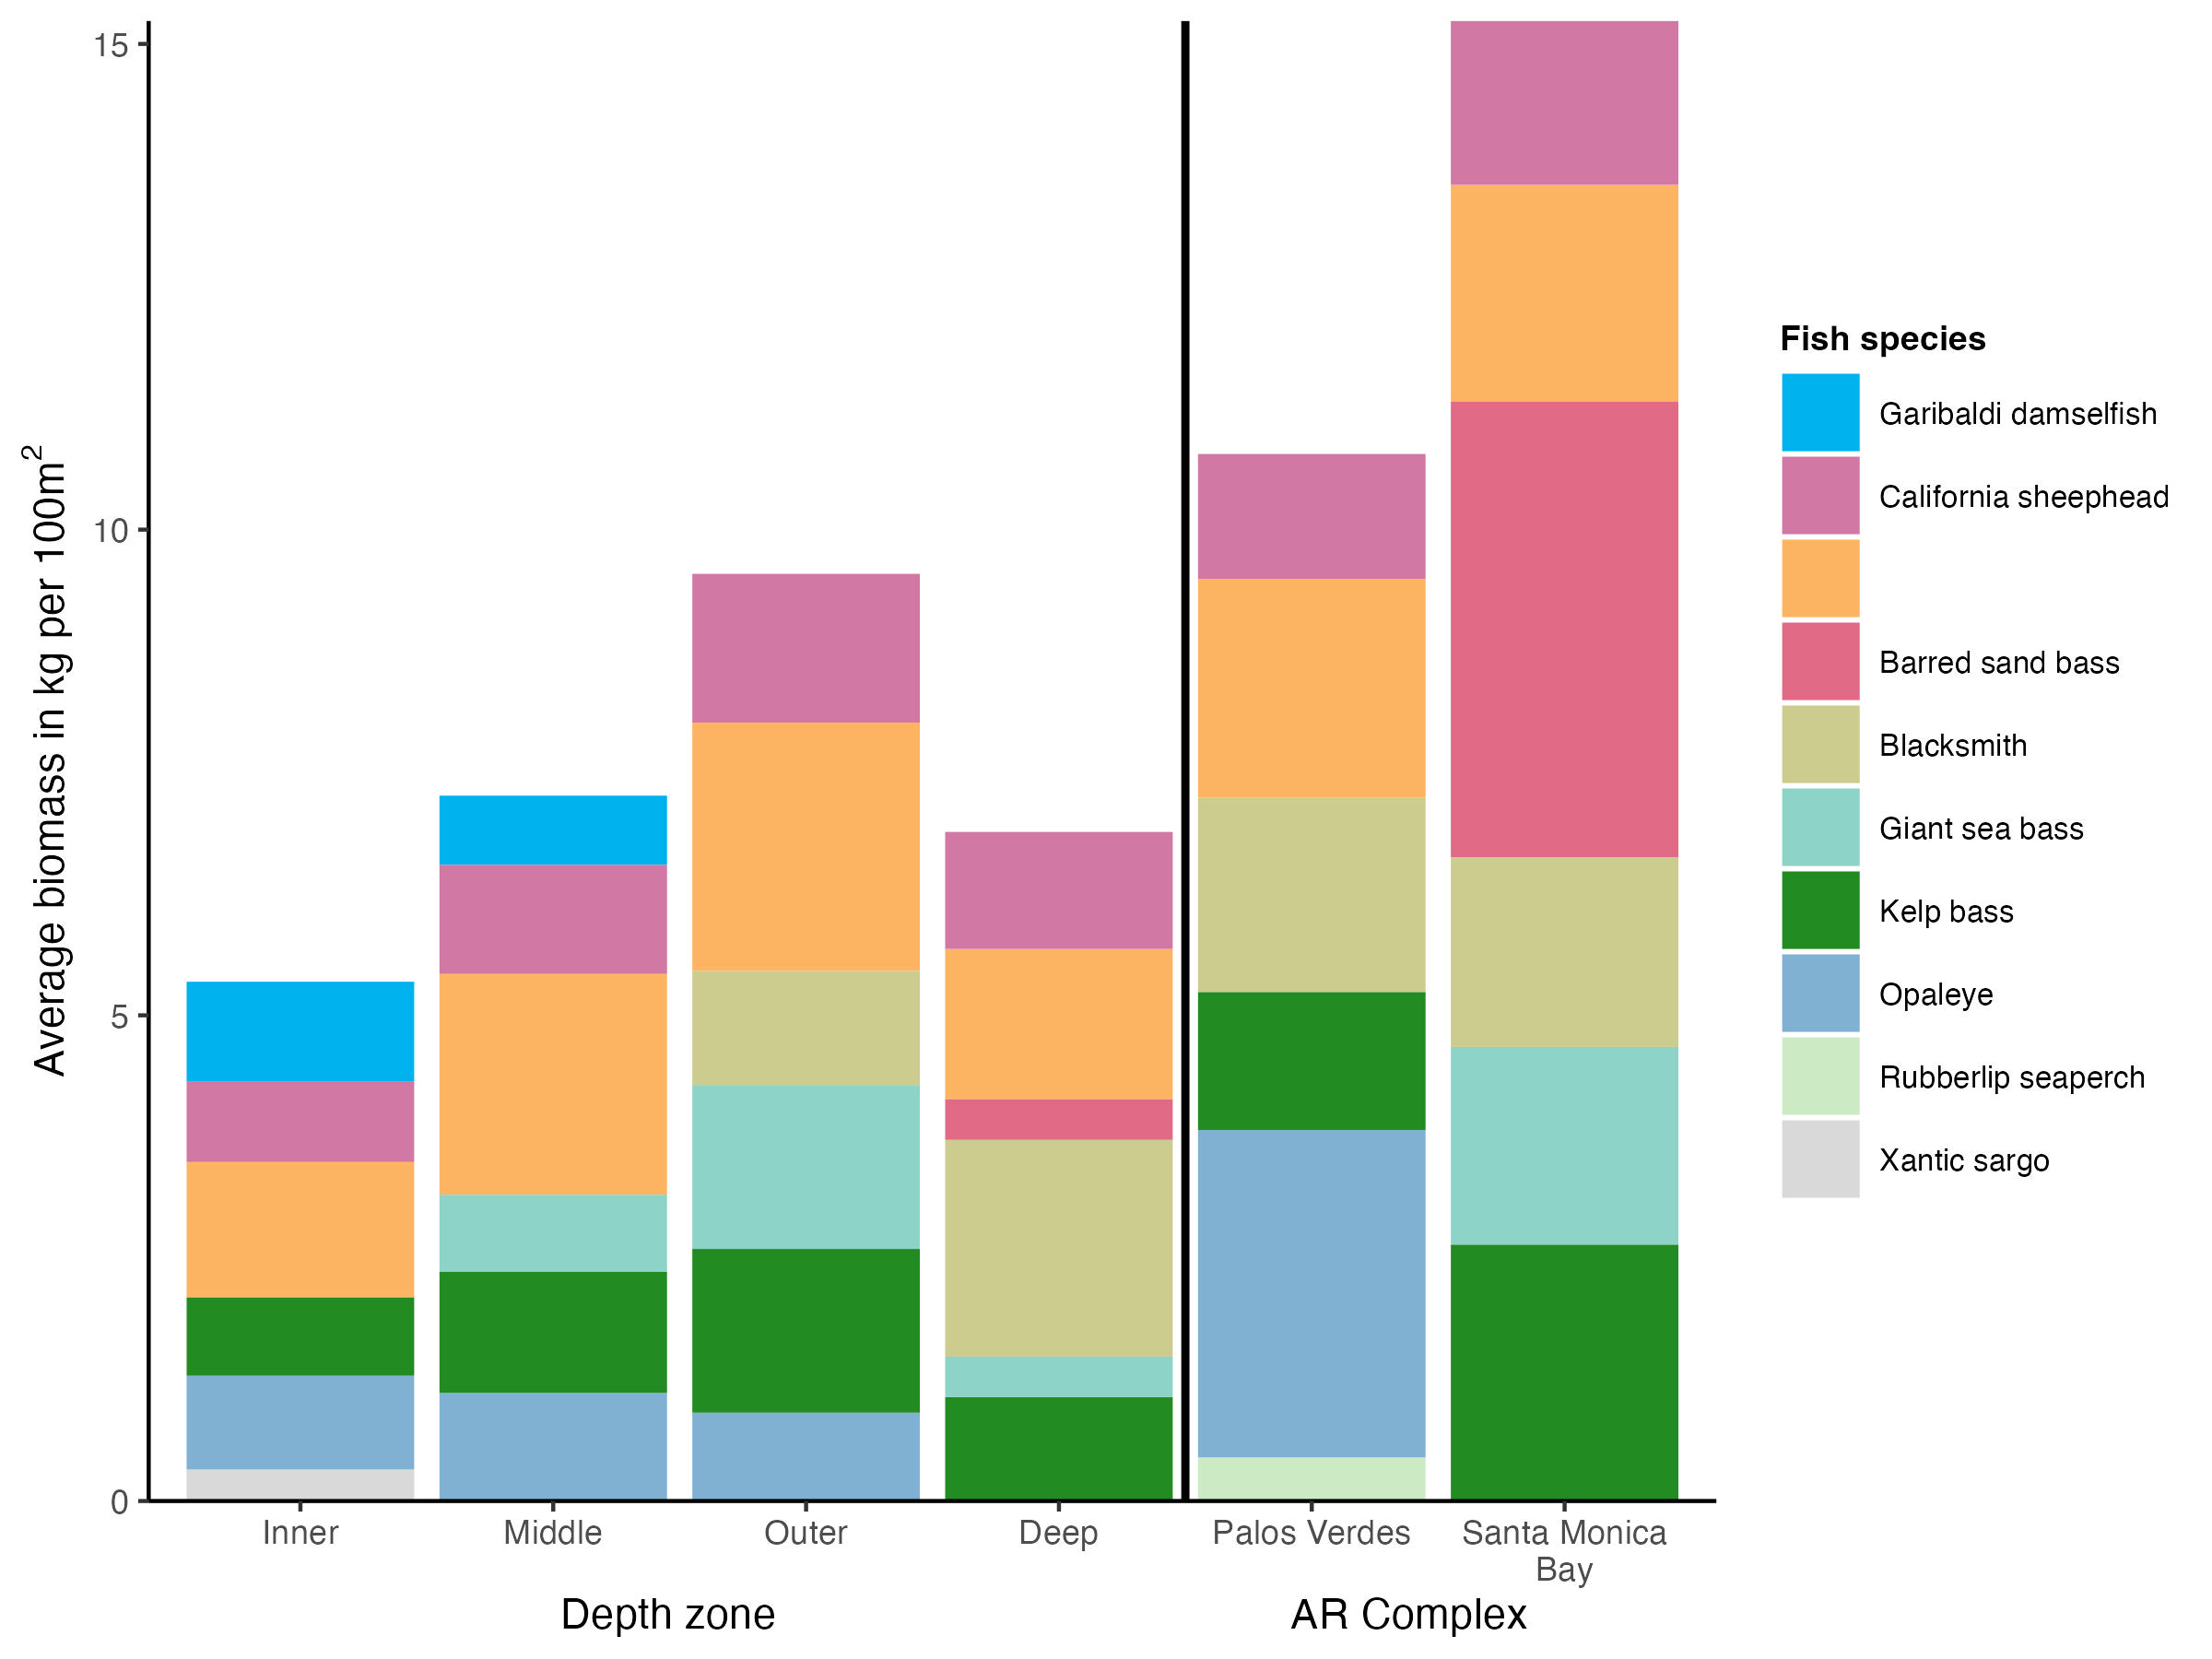 15
10
5
0
Average biomass in kg per 100m²
Inner
Middle
Outer
Deep
Palos Verdes
Santa Monica
Bay
Depth zone
AR Complex
Fish species
Garibaldi damselfish
California sheephead
Barred sand bass
Blacksmith
Giant sea bass
Kelp bass
Opaleye
Rubberlip seaperch
Xantic sargo